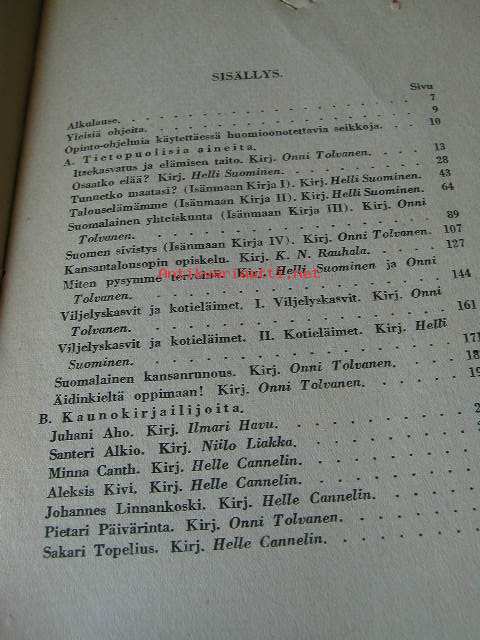 SISÄLLYS.
Sivu
Alkulause. 7
Yleisiä ohjeita. 9
Opinto-ohjelmia käytettäessä huomioonotettavia seikkoja. 10
A. Tietopuolisia aineita.
Itsekasvatus ja elämisen taito. Kirj. Onni Tolvanen. 13
Osaatko elää? Kirj. Helli Suominen. 28
Tunnetko maatasi? (Isänmaan Kirja I). Kirj. Helli Suominen. 43
Talouselämämme (Isänmaan Kirja II). Kirj. Helli Suominen. 64
Suomalainen yhteiskunta (Isänmaan Kirja III). Kirj. Onni
Tolvanen. 89
Suomen sivistys (Isänmaan Kirja IV). Kirj. Onni Tolvanen. 107
Kansantalousopin opiskelu. Kirj. K. N. Rauhala. 127
Miten pysymme terveinä. Kirj. Helli Suominen ja Onni
Tolvanen. 144
Viljelyskasvit ja kotieläimet. I. Viljelyskasvit. Kirj. Onni
Tolvanen. 161
Viljelyskasvit ja kotieläimet. II. Kotieläimet. Kirj. Helli
Suominen. 171
Suomalainen kansanrunous. Kirj. Onni Tolvanen. 18
Äidinkieltä oppimaan! Kirj. Onni Tolvanen. 19
B. Kaunokirjailijoita.
Juhani Aho. Kirj. Ilmari Havu. 2
Santeri Alkio. Kirj. Niilo Liakka.
Minna Canth. Kirj. Helle Cannelin.
Aleksis Kivi. Kirj. Helle Cannelin.
Johannes Linnankoski. Kirj. Helle Cannelin.
Pietari Päivärinta. Kirj. Onni Tolvanen.
Sakari Topelius. Kirj. Helle Cannelin.